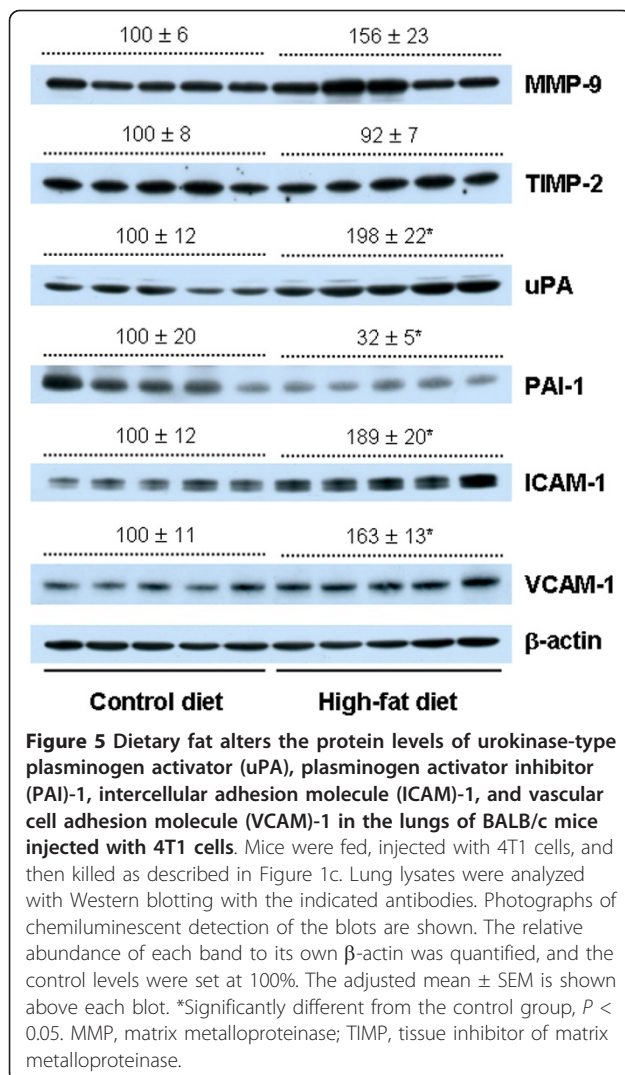 100 ± 6 156 ± 23
MMP-9
100 ± 8 92 ± 7
TIMP-2
100 ± 12 198 ± 22*
uPA
100 ± 20 32 ± 5*
PAI-1
100 ± 12 189 ± 20*
ICAM-1
100 ± 11 163 ± 13*
VCAM-1
β-actin
Control diet High-fat diet
Figure 5 Dietary fat alters the protein levels of urokinase-type
plasminogen activator (uPA), plasminogen activator inhibitor
(PAI)-1, intercellular adhesion molecule (ICAM)-1, and vascular
cell adhesion molecule (VCAM)-1 in the lungs of BALB/c mice
injected with 4T1 cells. Mice were fed, injected with 4T1 cells, and
then killed as described in Figure 1c. Lung lysates were analyzed
with Western blotting with the indicated antibodies. Photographs of
chemiluminescent detection of the blots are shown. The relative
abundance of each band to its own β-actin was quantified, and the
control levels were set at 100%. The adjusted mean ± SEM is shown
above each blot. *Significantly different from the control group, P <
0.05. MMP, matrix metalloproteinase; TIMP, tissue inhibitor of matrix
metalloproteinase.